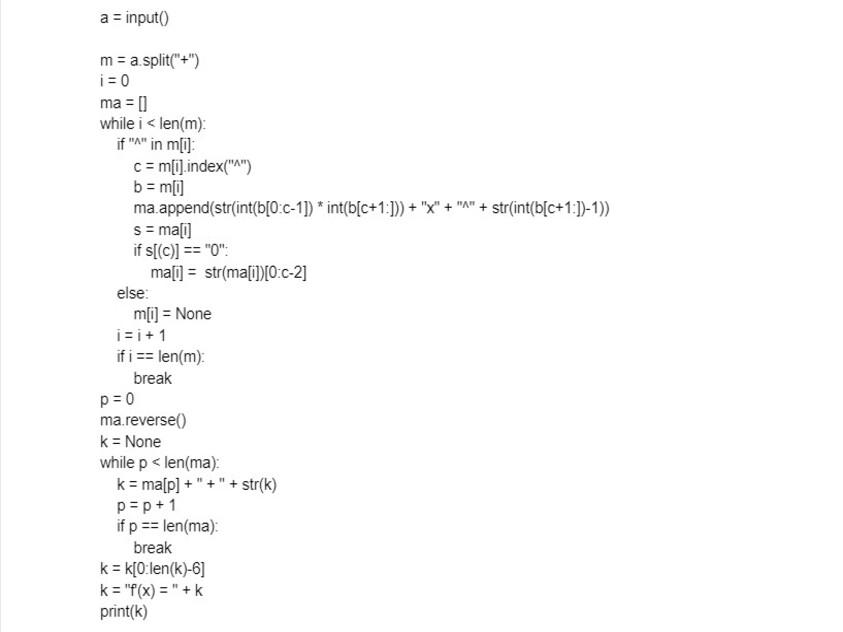 a = input()

m = a.split("+")
i = 0
ma = []
while i < len(m):
    if "^" in m[i]:
        c = m[i].index("^")
        b = m[i]
        ma.append(str(int(b[0:c-1]) * int(b[c+1:])) + "x" + "^" + str(int(b[c+1:])-1))
        s = ma[i]
        if s[(c)] == "0":
            ma[i] =  str(ma[i])[0:c-2]
    else:
        m[i] = None
    i = i + 1
    if i == len(m):
        break
p = 0
ma.reverse()
k = None
while p < len(ma):
    k = ma[p] + " + " + str(k)
    p = p + 1
    if p == len(ma):
        break
k = k[0:len(k)-6]
k = "f'(x) = " + k
print(k)